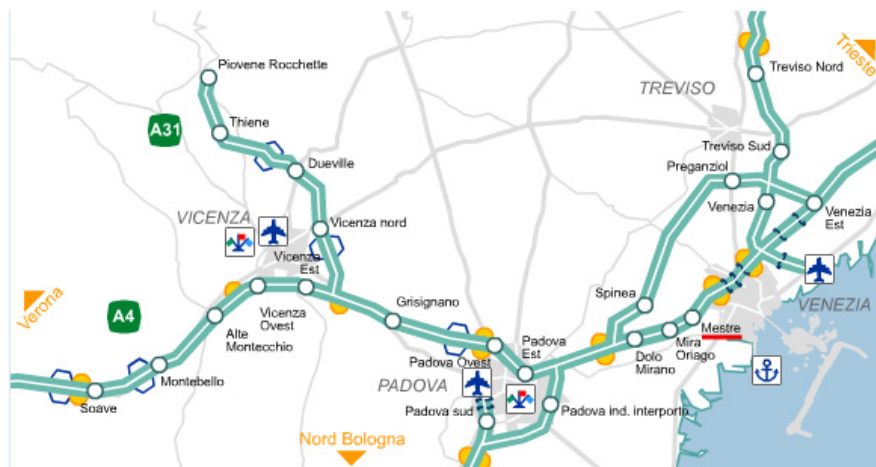 Piovene Rocchette
A31
Thiene
Dueville
VICENZA
Vicenza nord
Vicenza
Est
Verona
A4
Vicenza
Ovest
Alte
Montecchio
Grisignano
Montebello
Soave
Padova Ovest
PADOVA
Padova
Est
Padova sud
Padova ind. interporto
Nord Bologna
TREVISO
Treviso Nord
Trieste
Treviso Sud
Preganziol
Venezia
Venezia
Est
Spinea
VENEZIA
Mestre
Mira
Oriago
Dolo
Mirano